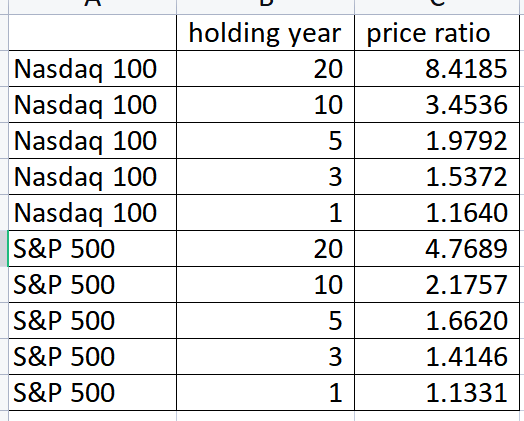 holding year price ratio
Nasdaq 100 20 8.4185
Nasdaq 100 10 3.4536
Nasdaq 100 5 1.9792
Nasdaq 100 3 1.5372
Nasdaq 100 1 1.1640
S&P 500 20 4.7689
S&P 500 10 2.1757
S&P 500 5 1.6620
S&P 500 3 1.4146
S&P 500 1 1.1331